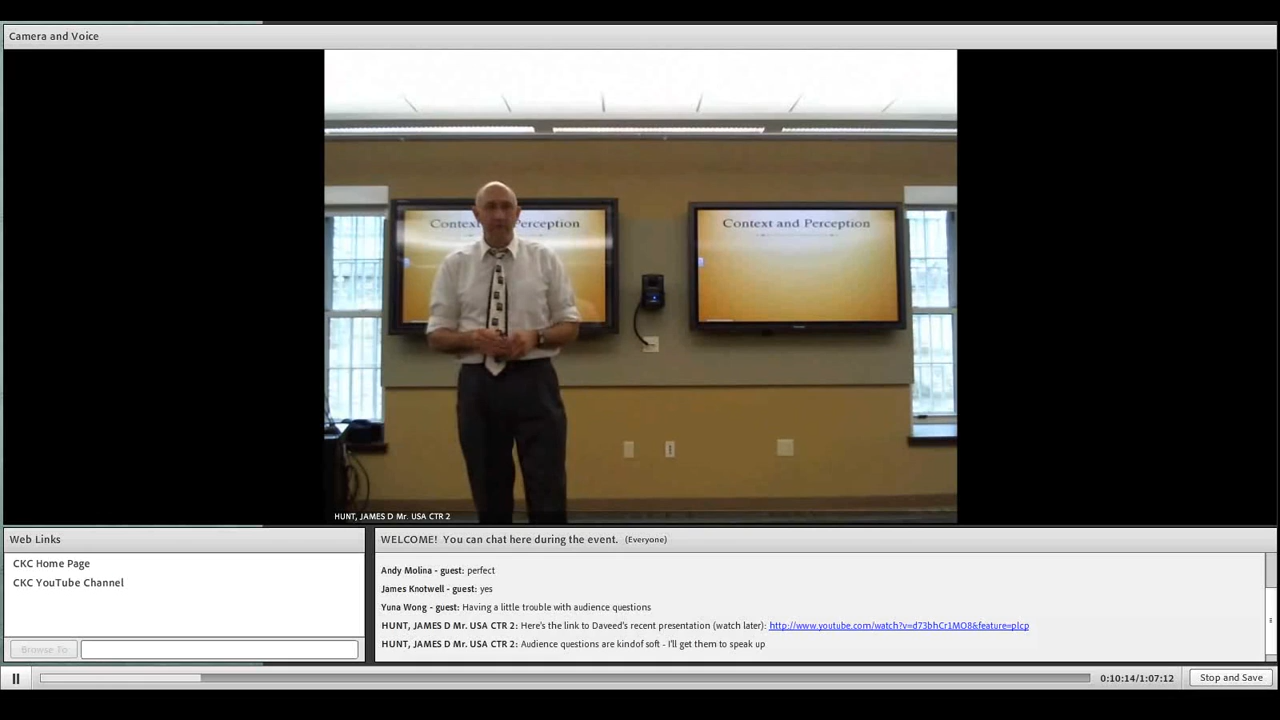 Camera and Voice
Context Perception
Context and Perception
HUNT, JAMES D Mr. USA CTR 2
Web Links
CKC Home Page
CKC YouTube Channel
Browse To
WELCOME! You can chat here during the event. (Everyone)
Andy Molina - guest: perfect
James Knotwell - guest: yes
Yuna Wong - guest: Having a little trouble with audience questions
HUNT, JAMES D Mr. USA CTR 2: Here's the link to Daveed's recent presentation (watch later): http://www.youtube.com/watch?v=d73bhCr1MO8&feature=plcp
HUNT, JAMES D Mr. USA CTR 2: Audience questions are kindof soft - I'll get them to speak up
0:10:14/1:07:12
Stop and Save